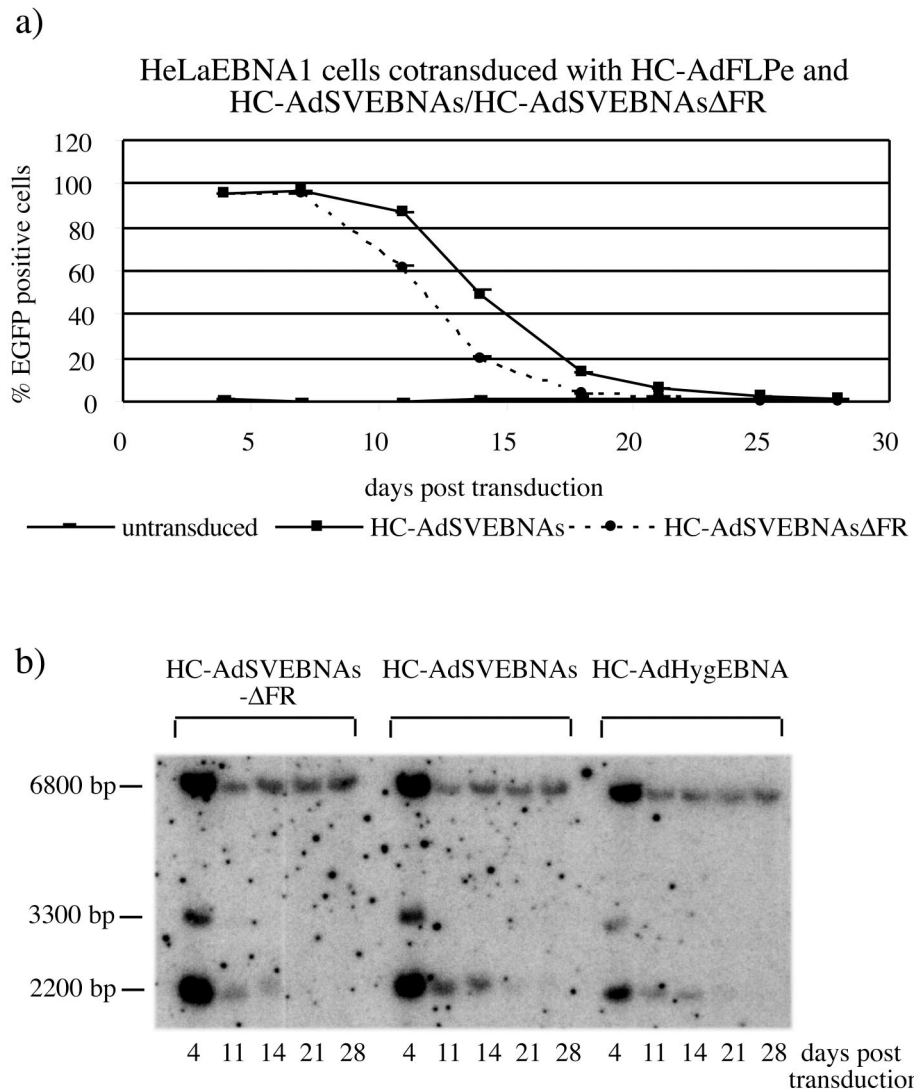 a)
HeLaEBNA1 cells cotransduced with HC-AdFLPe and
HC-AdSVEBNAs/HC-AdSVEBNAsΔFR
120
100
80
60
40
20
0
% EGFP positive cells
0 5 10 15 20 25 30
days post transduction
untransduced HC-AdSVEBNAs HC-AdSVEBNAsΔFR
b)
HC-AdSVEBNAs
-ΔFR
HC-AdSVEBNAs
HC-AdHygEBNA
6800 bp
3300 bp
2200 bp
4 11 14 21 28 4 11 14 21 28 4 11 14 21 28 days post
transduction